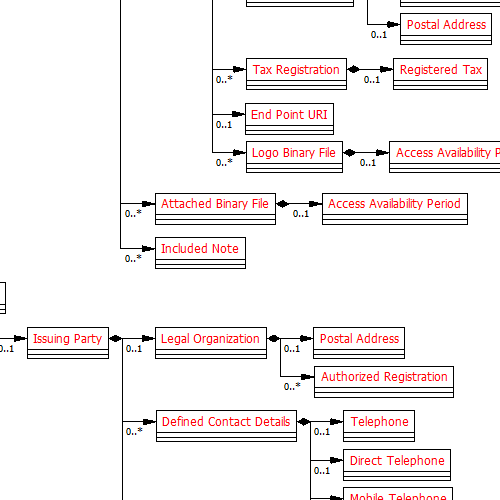 Postal Address
0..1
Tax Registration
Registered Tax
0..*
0..1
End Point URI
0..1
Logo Binary File
Access Availability
0..*
0..1
Attached Binary File
Access Availability Period
0..*
0..1
Included Note
0..*
Issuing Party
Legal Organization
Postal Address
0..1
0..1
0..1
Authorized Registration
0..*
Defined Contact Details
Telephone
0..*
0..1
Direct Telephone
0..1
Mobile Telephone